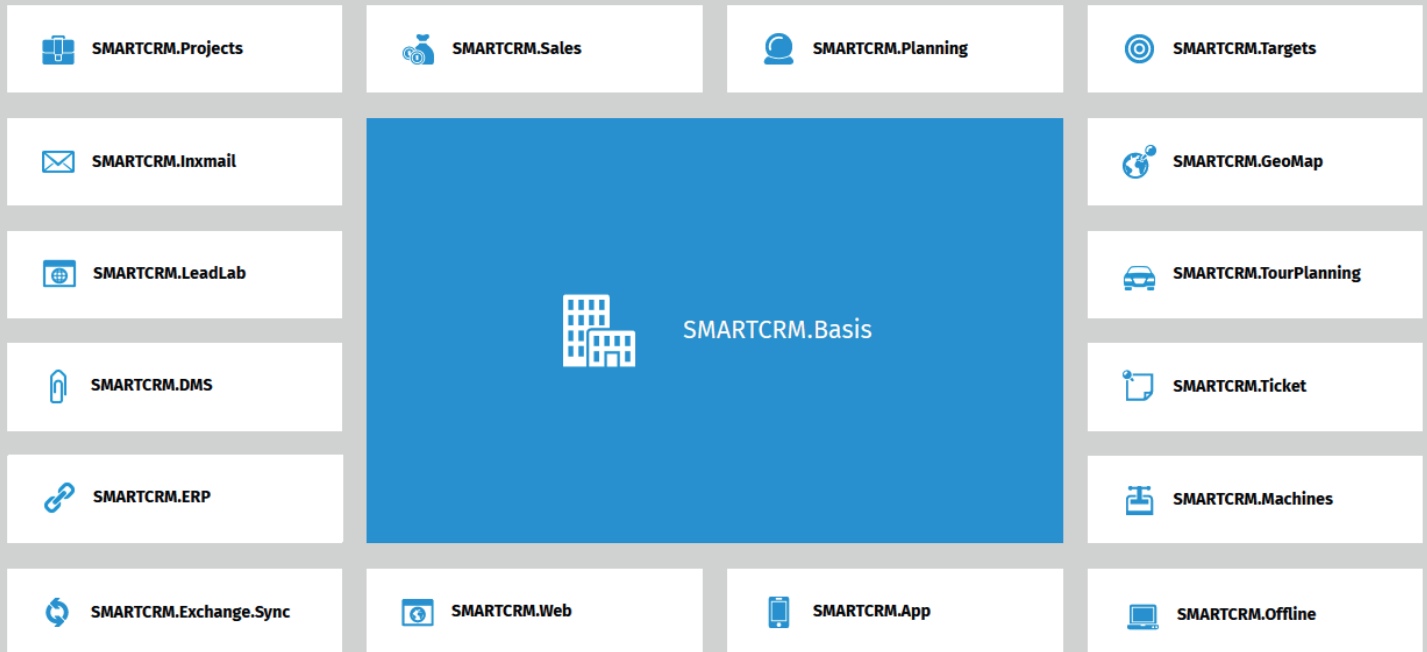 SMARTCRM.Projects
SMARTCRM.Sales
SMARTCRM.Planning
SMARTCRM.Targets
SMARTCRM.Inxmail
SMARTCRM.GeoMap
SMARTCRM.LeadLab
SMARTCRM.TourPlanning
SMARTCRM.Basis
SMARTCRM.DMS
SMARTCRM.Ticket
SMARTCRM.ERP
SMARTCRM.Machines
SMARTCRM.Exchange.Sync
SMARTCRM.Web
SMARTCRM.App
SMARTCRM.Offline